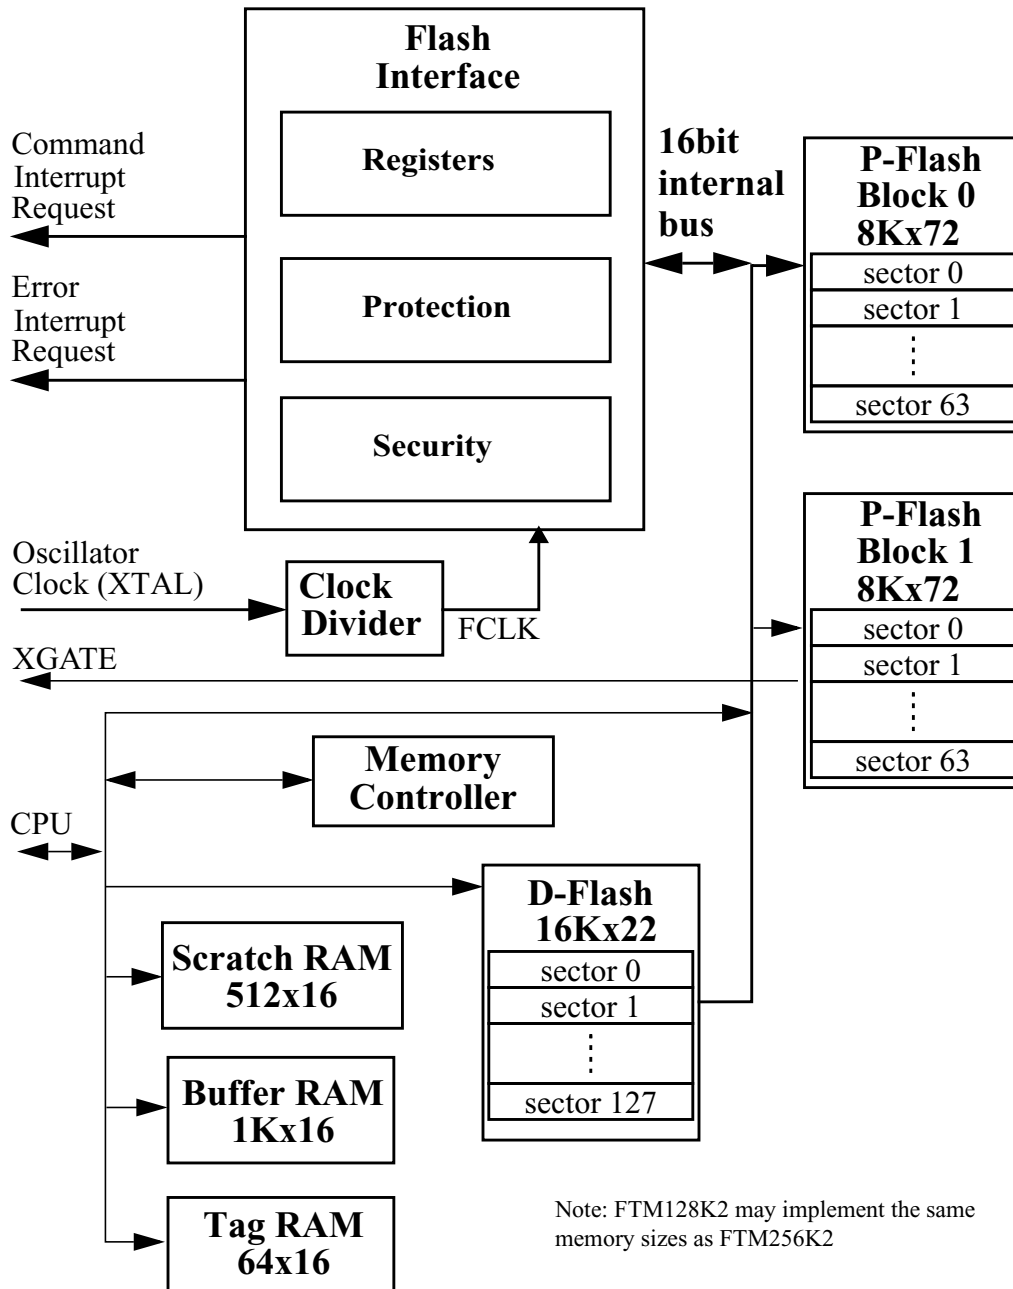 Flash
Interface
Registers
Protection
Security
Command
Interrupt
Request
Error
Interrupt
Request
16bit
internal
bus
P-Flash
Block 0
8Kx72
sector 0
sector 1
sector 63
P-Flash
Block 1
8Kx72
sector 0
sector 1
sector 63
Oscillator
Clock (XTAL)
Clock
Divider
FCLK
XGATE
Memory
Controller
CPU
D-Flash
16Kx22
sector 0
sector 1
sector 127
Scratch RAM
512x16
Buffer RAM
1Kx16
Tag RAM
64x16
Note: FTM128K2 may implement the same
memory sizes as FTM256K2